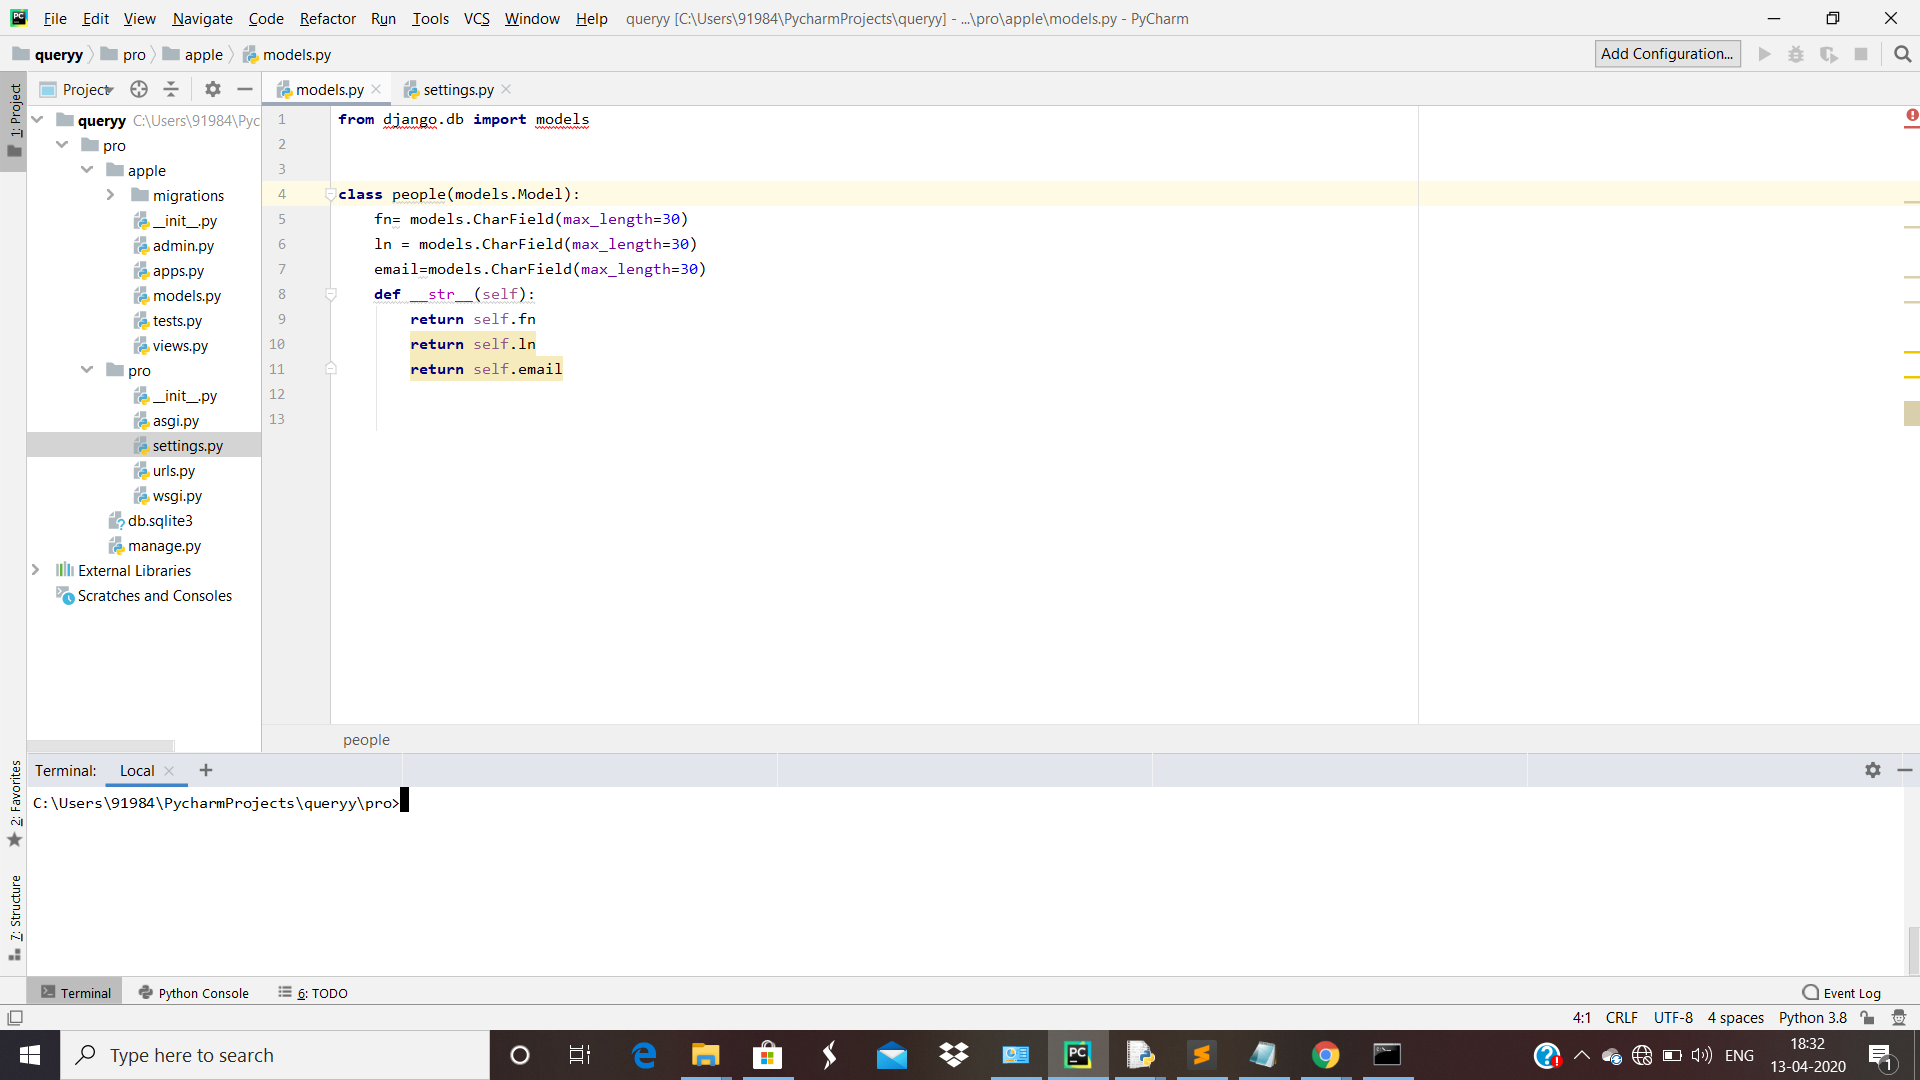 File Edit View Navigate Code Refactor Run Tools VCS Window Help queryy [C:\Users\91984\PycharmProjects\queryy] - ...\pro\apple\models.py - PyCharm
queryy pro apple models.py Add Configuration...
1: Project
Project models.py settings.py
queryy C:\Users\91984\Pyc
pro
apple
migrations
__init__.py
admin.py
apps.py
models.py
tests.py
views.py
pro
__init__.py
asgi.py
settings.py
urls.py
wsgi.py
db.sqlite3
manage.py
External Libraries
Scratches and Consoles
1 from django.db import models
2
3
4 class people(models.Model):
5 fn= models.CharField(max_length=30)
6 ln = models.CharField(max_length=30)
7 email=models.CharField(max_length=30)
8 def __str__(self):
9 return self.fn
10 return self.ln
11 return self.email
12
13
people
2: Favorites
7: Structure
Terminal: Local
C:\Users\91984\PycharmProjects\queryy\pro>
Terminal Python Console 6: TODO Event Log
4:1 CRLF UTF-8 4 spaces Python 3.8
Type here to search
ENG
18:32
13-04-2020
1